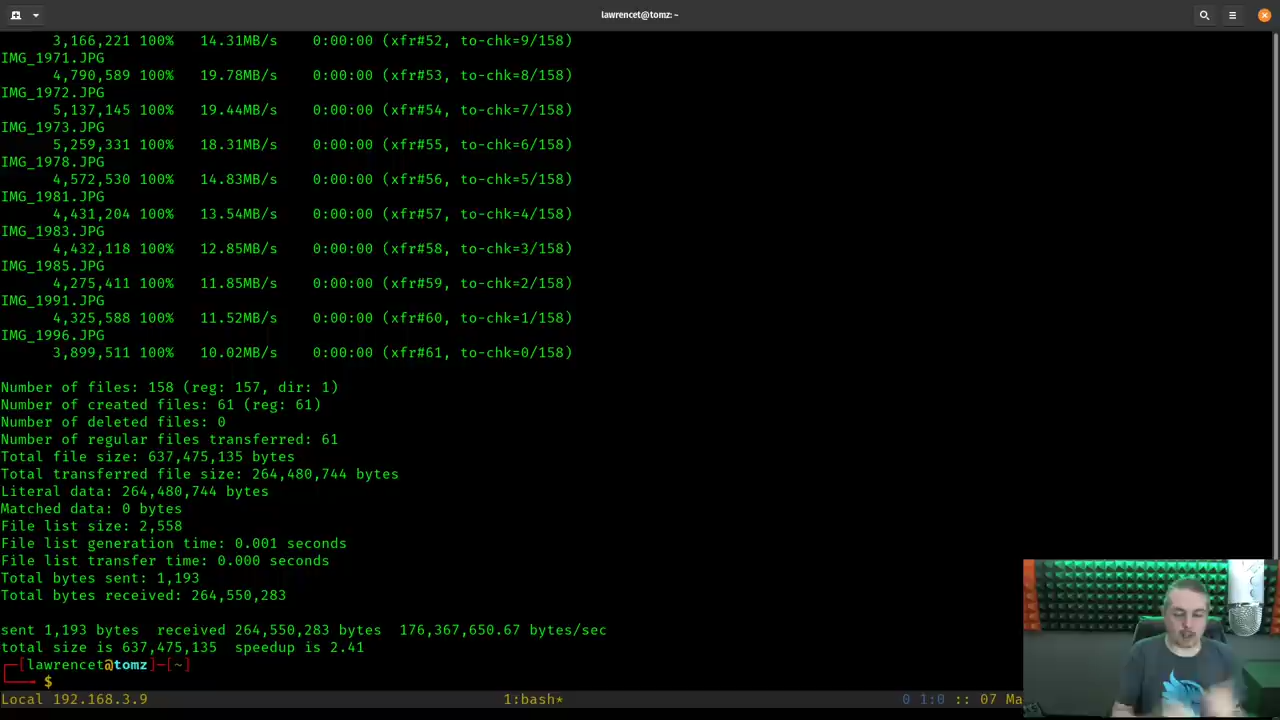 lawrencet@tomz: ~
3,166,221 100% 14.31MB/s 0:00:00 (xfr#52, to-chk=9/158)
IMG_1971.JPG
4,790,589 100% 19.78MB/s 0:00:00 (xfr#53, to-chk=8/158)
IMG_1972.JPG
5,137,145 100% 19.44MB/s 0:00:00 (xfr#54, to-chk=7/158)
IMG_1973.JPG
5,259,331 100% 18.31MB/s 0:00:00 (xfr#55, to-chk=6/158)
IMG_1978.JPG
4,572,530 100% 14.83MB/s 0:00:00 (xfr#56, to-chk=5/158)
IMG_1981.JPG
4,431,204 100% 13.54MB/s 0:00:00 (xfr#57, to-chk=4/158)
IMG_1983.JPG
4,432,118 100% 12.85MB/s 0:00:00 (xfr#58, to-chk=3/158)
IMG_1985.JPG
4,275,411 100% 11.85MB/s 0:00:00 (xfr#59, to-chk=2/158)
IMG_1991.JPG
4,325,588 100% 11.52MB/s 0:00:00 (xfr#60, to-chk=1/158)
IMG_1996.JPG
3,899,511 100% 10.02MB/s 0:00:00 (xfr#61, to-chk=0/158)
Number of files: 158 (reg: 157, dir: 1)
Number of created files: 61 (reg: 61)
Number of deleted files: 0
Number of regular files transferred: 61
Total file size: 637,475,135 bytes
Total transferred file size: 264,480,744 bytes
Literal data: 264,480,744 bytes
Matched data: 0 bytes
File list size: 2,558
File list generation time: 0.001 seconds
File list transfer time: 0.000 seconds
Total bytes sent: 1,193
Total bytes received: 264,550,283
sent 1,193 bytes received 264,550,283 bytes 176,367,650.67 bytes/sec
total size is 637,475,135 speedup is 2.41
[lawrencet@tomz]-[~]
$
Local 192.168.3.9 1:bash* 0 1:0 :: 07 Ma